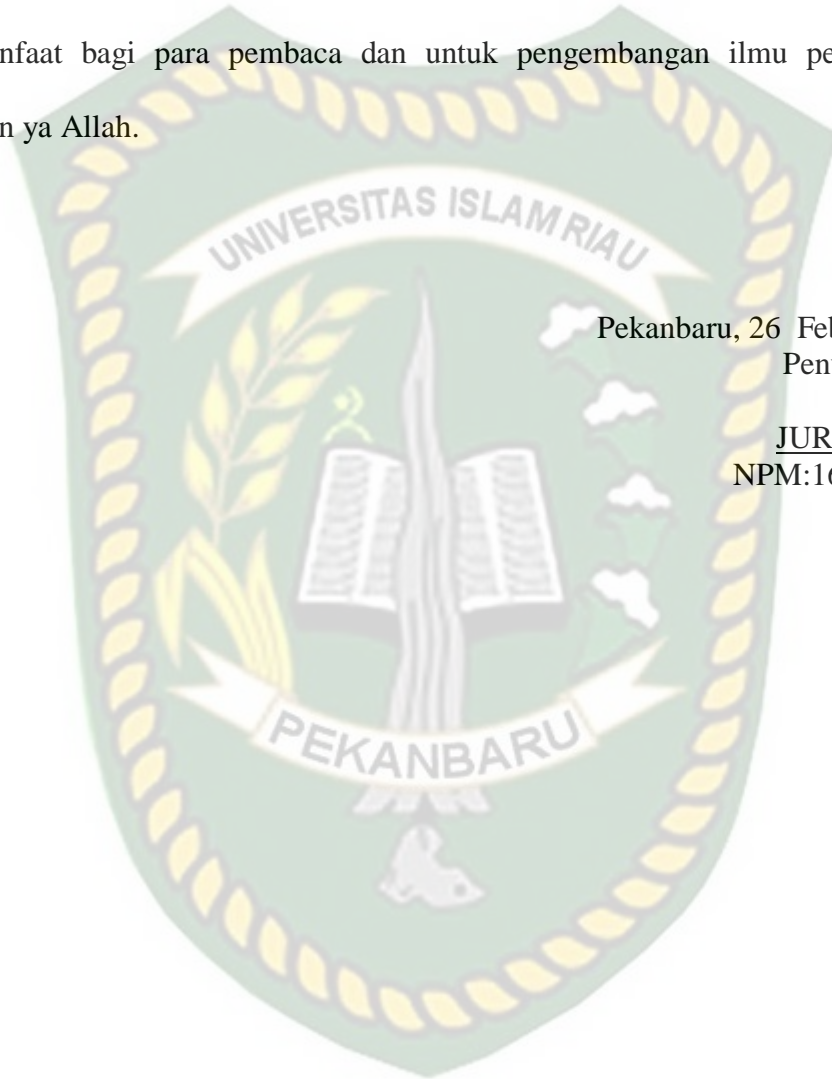 nfaat bagi para pembaca dan untuk pengembangan ilmu pe
n ya Allah.
UNIVERSITAS ISLAM RIAU
Pekanbaru, 26 Feb
Pen
JUR
NPM:16
PEKANBARU